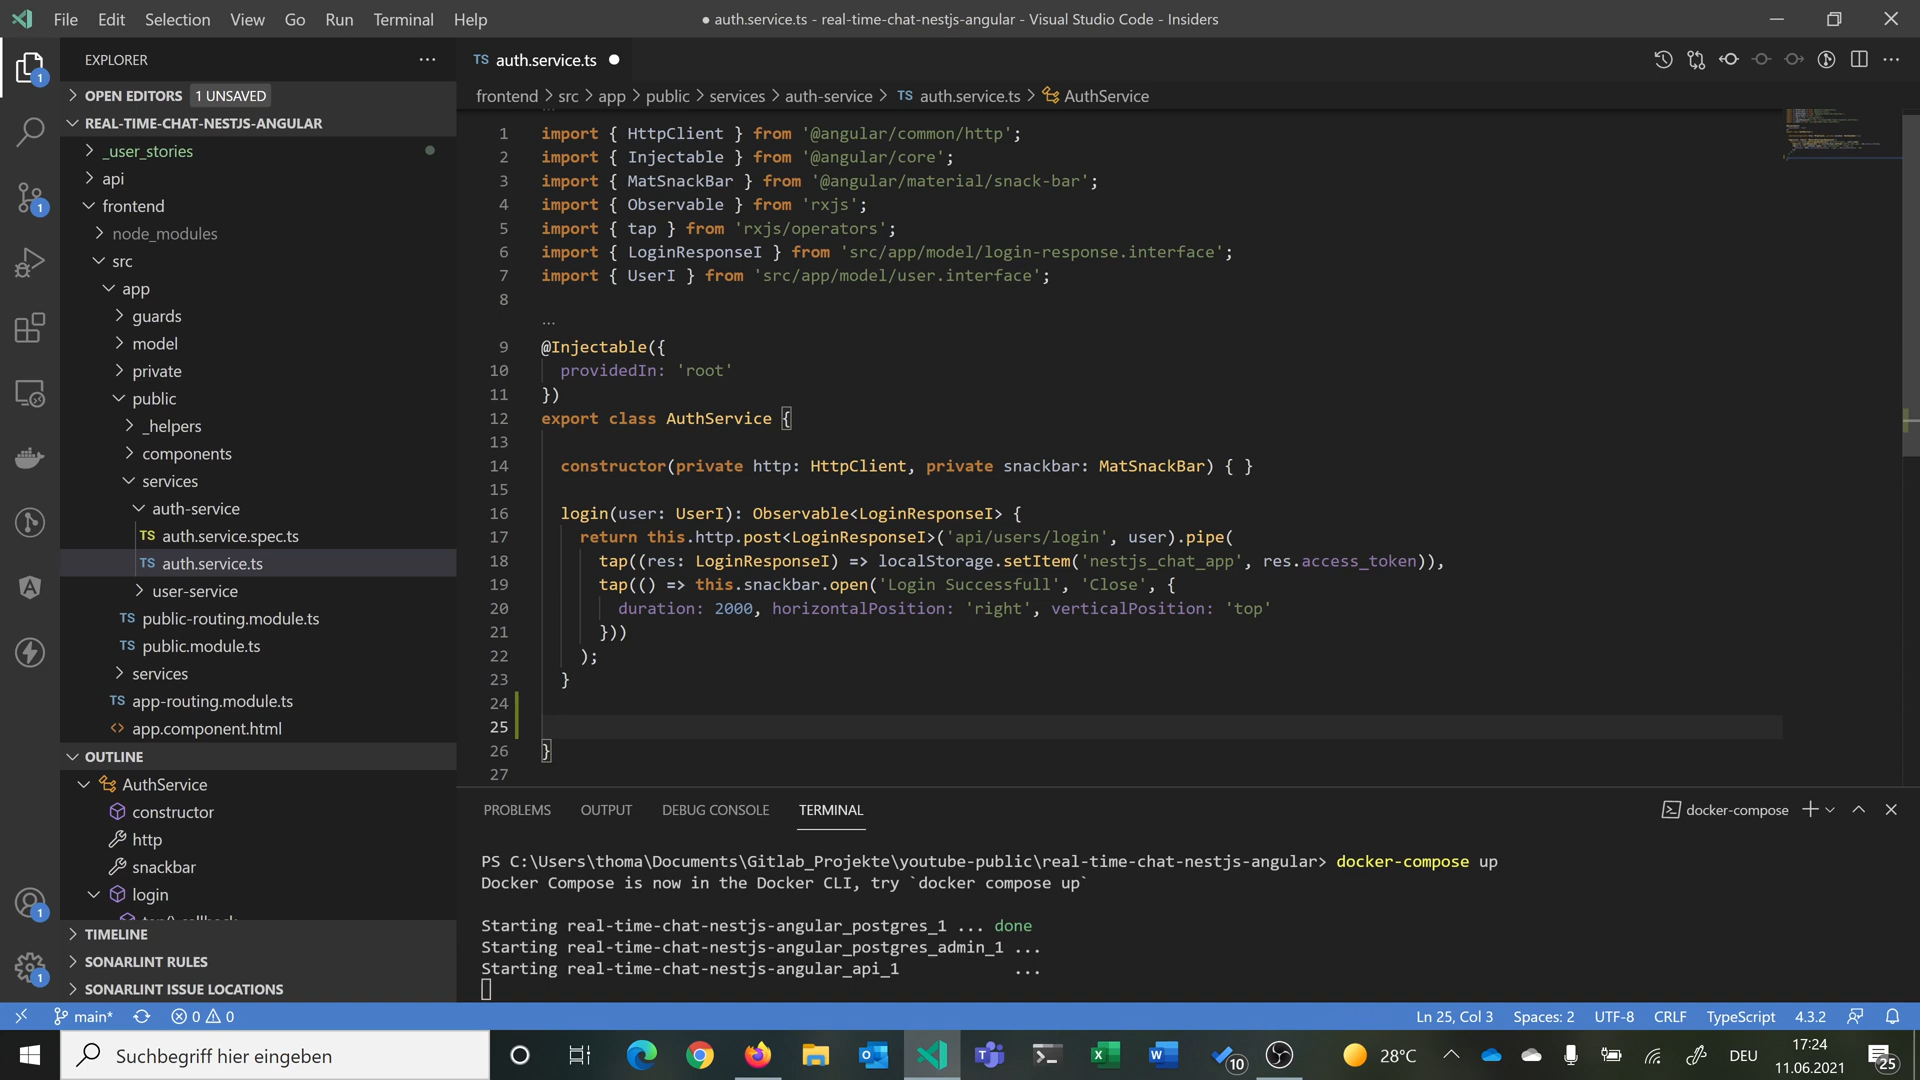 File Edit Selection View Go Run Terminal Help
● auth.service.ts - real-time-chat-nestjs-angular - Visual Studio Code - Insiders
EXPLORER
OPEN EDITORS 1 UNSAVED
REAL-TIME-CHAT-NESTJS-ANGULAR
_user_stories
api
frontend
node_modules
src
app
guards
model
private
public
_helpers
components
services
auth-service
TS auth.service.spec.ts
TS auth.service.ts
user-service
TS public-routing.module.ts
TS public.module.ts
services
TS app-routing.module.ts
<> app.component.html
OUTLINE
AuthService
constructor
http
snackbar
login
tap() callback
TIMELINE
SONARLINT RULES
SONARLINT ISSUE LOCATIONS
1
1
1
1
TS auth.service.ts ●
frontend > src > app > public > services > auth-service > TS auth.service.ts > AuthService
...
1 import { HttpClient } from '@angular/common/http';
2 import { Injectable } from '@angular/core';
3 import { MatSnackBar } from '@angular/material/snack-bar';
4 import { Observable } from 'rxjs';
5 import { tap } from 'rxjs/operators';
6 import { LoginResponseI } from 'src/app/model/login-response.interface';
7 import { UserI } from 'src/app/model/user.interface';
8
...
9 @Injectable({
10 providedIn: 'root'
11 })
12 export class AuthService {
13
14 constructor(private http: HttpClient, private snackbar: MatSnackBar) { }
15
16 login(user: UserI): Observable<LoginResponseI> {
17 return this.http.post<LoginResponseI>('api/users/login', user).pipe(
18 tap((res: LoginResponseI) => localStorage.setItem('nestjs_chat_app', res.access_token)),
19 tap(() => this.snackbar.open('Login Successfull', 'Close', {
20 duration: 2000, horizontalPosition: 'right', verticalPosition: 'top'
21 }))
22 );
23 }
24
25
26 }
27
PROBLEMS OUTPUT DEBUG CONSOLE TERMINAL
docker-compose
PS C:\Users\thoma\Documents\Gitlab_Projekte\youtube-public\real-time-chat-nestjs-angular> docker-compose up
Docker Compose is now in the Docker CLI, try `docker compose up`
Starting real-time-chat-nestjs-angular_postgres_1 ... done
Starting real-time-chat-nestjs-angular_postgres_admin_1 ...
Starting real-time-chat-nestjs-angular_api_1 ...
main* 0 0
Ln 25, Col 3 Spaces: 2 UTF-8 CRLF TypeScript 4.3.2
Suchbegriff hier eingeben
10
28°C
DEU
17:24
11.06.2021
25